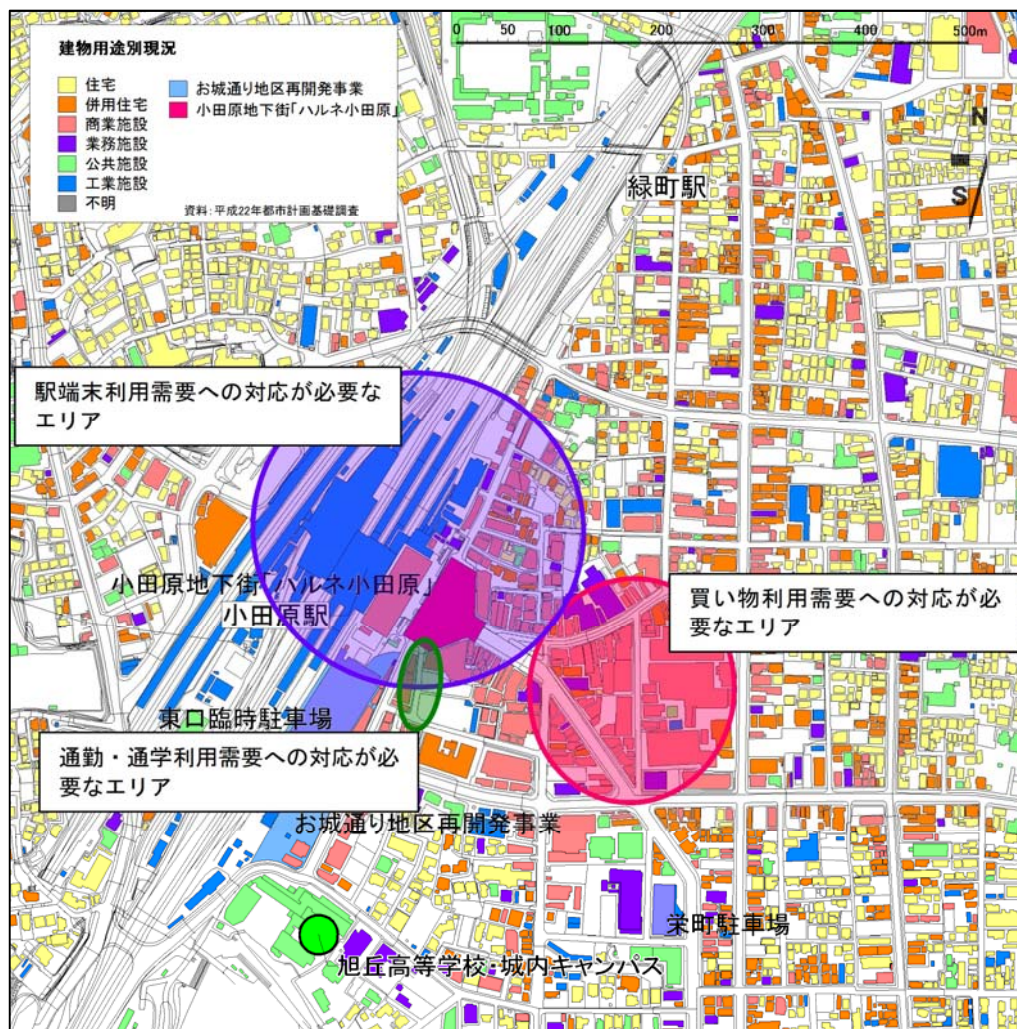 建物用途別現況
0 50 100 200 300 400 500m
住宅
併用住宅
商業施設
業務施設
公共施設
工業施設
不明
お城通り地区再開発事業
小田原地下街「ハルネ小田原」
資料：平成22年都市計画基礎調査
N
S
緑町駅
駅端末利用需要への対応が必要な
エリア
小田原地下街「ハルネ小田原」
小田原駅
買い物利用需要への対応が必
要なエリア
東口臨時駐車場
通勤・通学利用需要への対応が必
要なエリア
お城通り地区再開発事業
栄町駐車場
旭丘高等学校・城内キャンパス